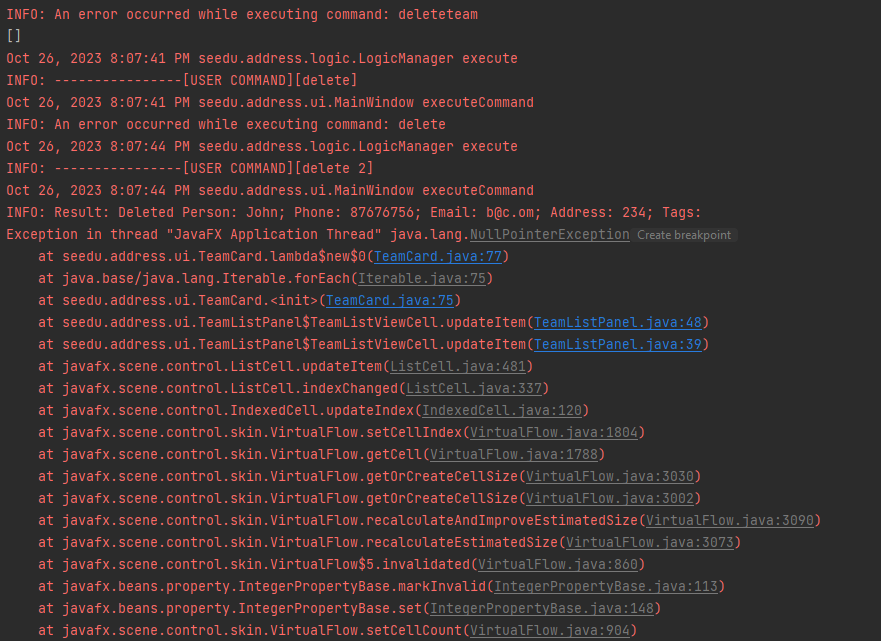 INFO: An error occurred while executing command: deleteteam
[]
Oct 26, 2023 8:07:41 PM seedu.address.logic.LogicManager execute
INFO: ----------------[USER COMMAND][delete]
Oct 26, 2023 8:07:41 PM seedu.address.ui.MainWindow executeCommand
INFO: An error occurred while executing command: delete
Oct 26, 2023 8:07:44 PM seedu.address.logic.LogicManager execute
INFO: ----------------[USER COMMAND][delete 2]
Oct 26, 2023 8:07:44 PM seedu.address.ui.MainWindow executeCommand
INFO: Result: Deleted Person: John; Phone: 87676756; Email: b@c.om; Address: 234; Tags:
Exception in thread "JavaFX Application Thread" java.lang.NullPointerException Create breakpoint
at seedu.address.ui.TeamCard.lambda$new$0(TeamCard.java:77)
at java.base/java.lang.Iterable.forEach(Iterable.java:75)
at seedu.address.ui.TeamCard.<init>(TeamCard.java:75)
at seedu.address.ui.TeamListPanel$TeamListViewCell.updateItem(TeamListPanel.java:48)
at seedu.address.ui.TeamListPanel$TeamListViewCell.updateItem(TeamListPanel.java:39)
at javafx.scene.control.ListCell.updateItem(ListCell.java:481)
at javafx.scene.control.ListCell.indexChanged(ListCell.java:337)
at javafx.scene.control.IndexedCell.updateIndex(IndexedCell.java:120)
at javafx.scene.control.skin.VirtualFlow.setCellIndex(VirtualFlow.java:1804)
at javafx.scene.control.skin.VirtualFlow.getCell(VirtualFlow.java:1788)
at javafx.scene.control.skin.VirtualFlow.getOrCreateCellSize(VirtualFlow.java:3030)
at javafx.scene.control.skin.VirtualFlow.getOrCreateCellSize(VirtualFlow.java:3002)
at javafx.scene.control.skin.VirtualFlow.recalculateAndImproveEstimatedSize(VirtualFlow.java:3090)
at javafx.scene.control.skin.VirtualFlow.recalculateEstimatedSize(VirtualFlow.java:3073)
at javafx.scene.control.skin.VirtualFlow$5.invalidated(VirtualFlow.java:860)
at javafx.beans.property.IntegerPropertyBase.markInvalid(IntegerPropertyBase.java:113)
at javafx.beans.property.IntegerPropertyBase.set(IntegerPropertyBase.java:148)
at javafx.scene.control.skin.VirtualFlow.setCellCount(VirtualFlow.java:904)